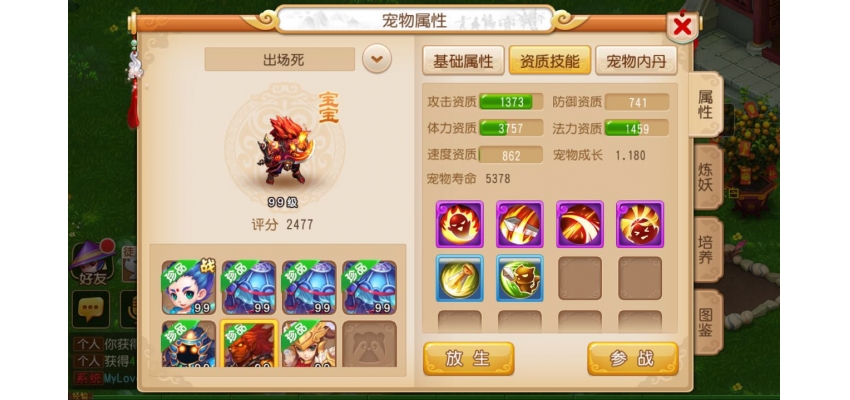 宠物属性
出场死
宝宝
99级
评分 2477
珍品 战 99
珍品 99
珍品 99
珍品 99
珍品
珍品
珍品
基础属性 资质技能 宠物内丹
攻击资质 1373 防御资质 741
体力资质 3757 法力资质 1459
速度资质 862 宠物成长 1.180
宠物寿命 5378
放生 参战
属性
炼妖
培养
图鉴
好友
徒
个人 你获得
个人 获得4
系统 MyLov